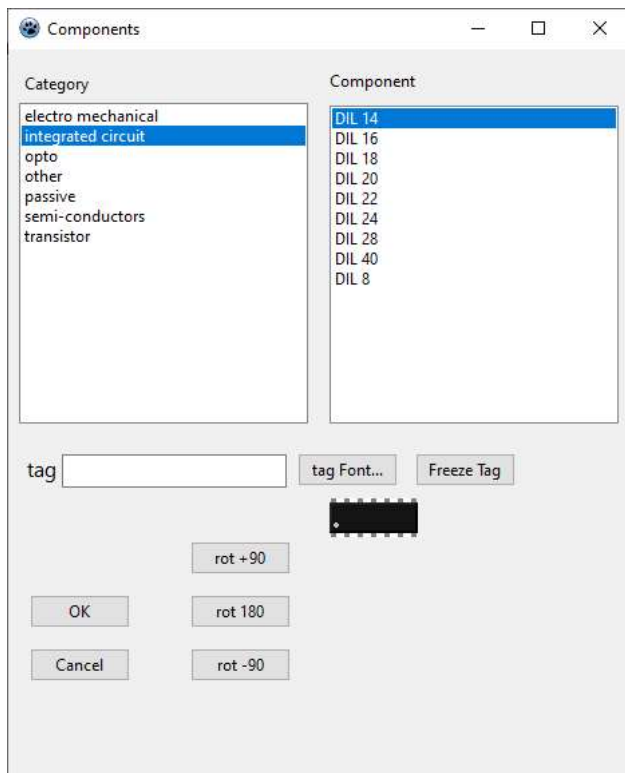 Components
Category
electro mechanical
integrated circuit
opto
other
passive
semi-conductors
transistor
Component
DIL 14
DIL 16
DIL 18
DIL 20
DIL 22
DIL 24
DIL 28
DIL 40
DIL 8
tag
tag Font...
Freeze Tag
rot +90
OK
rot 180
Cancel
rot -90